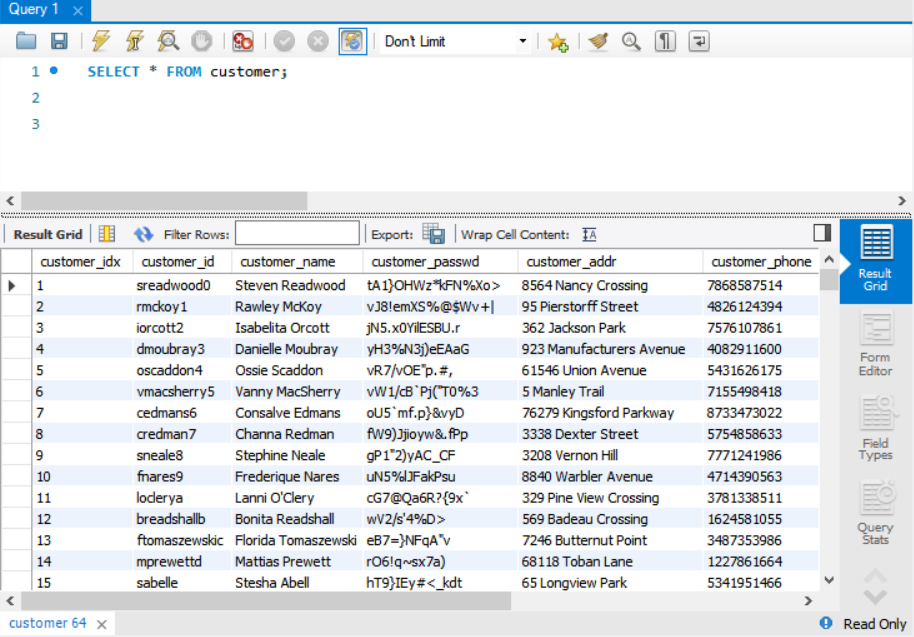 Query 1
Don't Limit
1 SELECT * FROM customer;
2
3
Result Grid Filter Rows: Export: Wrap Cell Content: IA
customer_idx customer_id customer_name customer_passwd customer_addr customer_phone
1 sreadwood0 Steven Readwood tA1}OHWz*kFN%Xo> 8564 Nancy Crossing 7868587514
2 rmckoy1 Rawley McKoy vJ8!emXS%@$Wv+| 95 Pierstorff Street 4826124394
3 iorcott2 Isabelita Orcott jN5.x0YilESBU.r 362 Jackson Park 7576107861
4 dmoubray3 Danielle Moubray yH3%N3j)eEAaG 923 Manufacturers Avenue 4082911600
5 oscaddon4 Ossie Scaddon vR7/vOE"p.#, 61546 Union Avenue 5431626175
6 vmacsherry5 Vanny MacSherry vW1/cB`Pj("T0%3 5 Manley Trail 7155498418
7 cedmans6 Consalve Edmans oU5`mf.p}&vyD 76279 Kingsford Parkway 8733473022
8 credman7 Channa Redman fW9)Jjioyw&.fPp 3338 Dexter Street 5754858633
9 sneale8 Stephine Neale gP1"2)yAC_CF 3208 Vernon Hill 7771241986
10 fnares9 Frederique Nares uN5%lJFakPsu 8840 Warbler Avenue 4714390563
11 loclerya Lanni O'Clery cG7@Qa6R?{9x` 329 Pine View Crossing 3781338511
12 breadshallb Bonita Readshall wV2/s'4%D> 569 Badeau Crossing 1624581055
13 ftomaszewskic Florida Tomaszewski eB7=}NFqA"v 7246 Butternut Point 3487353986
14 mprewettd Mattias Prewett rO6!q~sx7a) 68118 Toban Lane 1227861664
15 sabelle Stesha Abell hT9}IEy#<_kdt 65 Longview Park 5341951466
Result
Grid
Form
Editor
Field
Types
Query
Stats
customer 64 Read Only